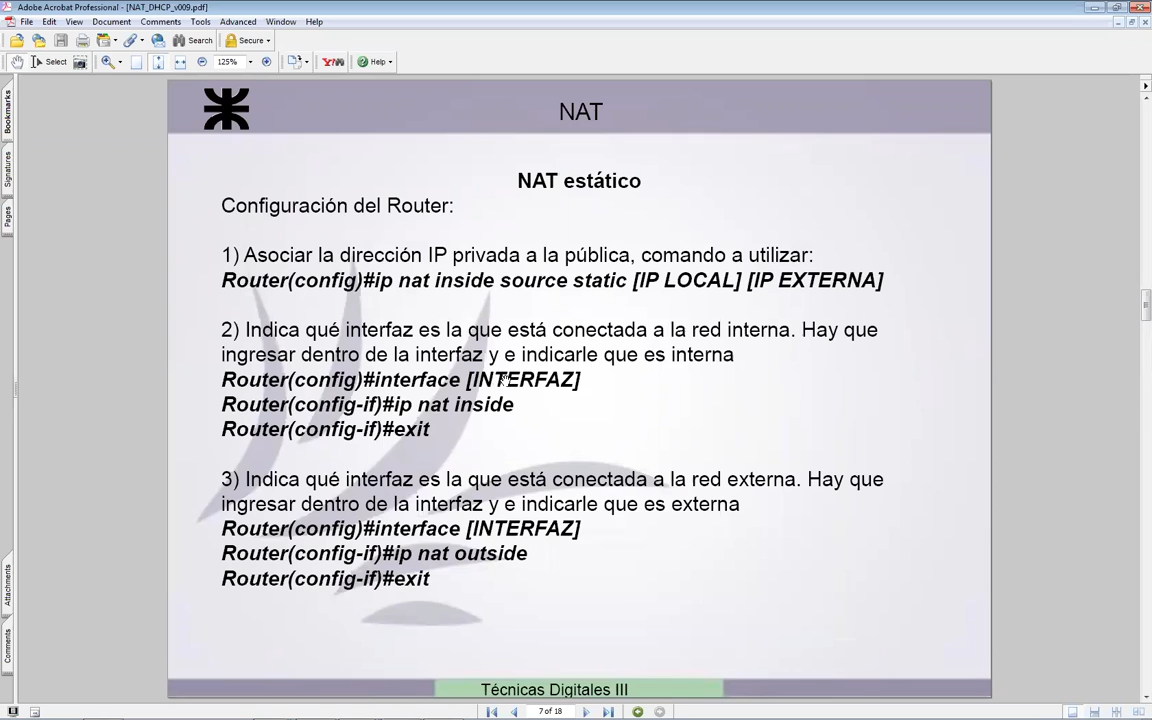 Adobe Acrobat Professional - [NAT_DHCP_v009.pdf]
File Edit View Document Comments Tools Advanced Window Help
Search Secure
Select 125% Help
Bookmarks
Signatures
Pages
Attachments
Comments
NAT
NAT estático
Configuración del Router:
1) Asociar la dirección IP privada a la pública, comando a utilizar:
Router(config)#ip nat inside source static [IP LOCAL] [IP EXTERNA]
2) Indica qué interfaz es la que está conectada a la red interna. Hay que
ingresar dentro de la interfaz y e indicarle que es interna
Router(config)#interface [INTERFAZ]
Router(config-if)#ip nat inside
Router(config-if)#exit
3) Indica qué interfaz es la que está conectada a la red externa. Hay que
ingresar dentro de la interfaz y e indicarle que es externa
Router(config)#interface [INTERFAZ]
Router(config-if)#ip nat outside
Router(config-if)#exit
Técnicas Digitales III
7 of 18